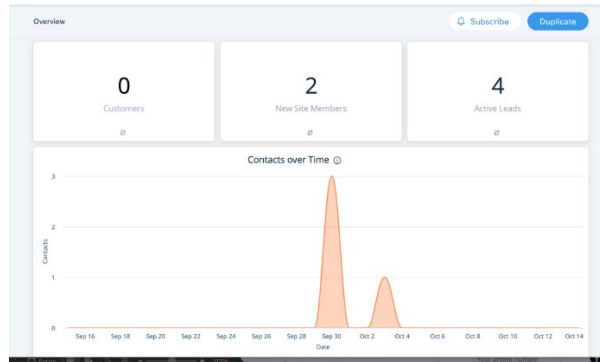 Overview
Subscribe
Duplicate
0
Customers
2
New Site Members
4
Active Leads
Contacts over Time
3
2
1
0
Contacts
Sep 16 Sep 18 Sep 20 Sep 22 Sep 24 Sep 26 Sep 28 Sep 30 Oct 2 Oct 4 Oct 6 Oct 8 Oct 10 Oct 12 Oct 14
Date